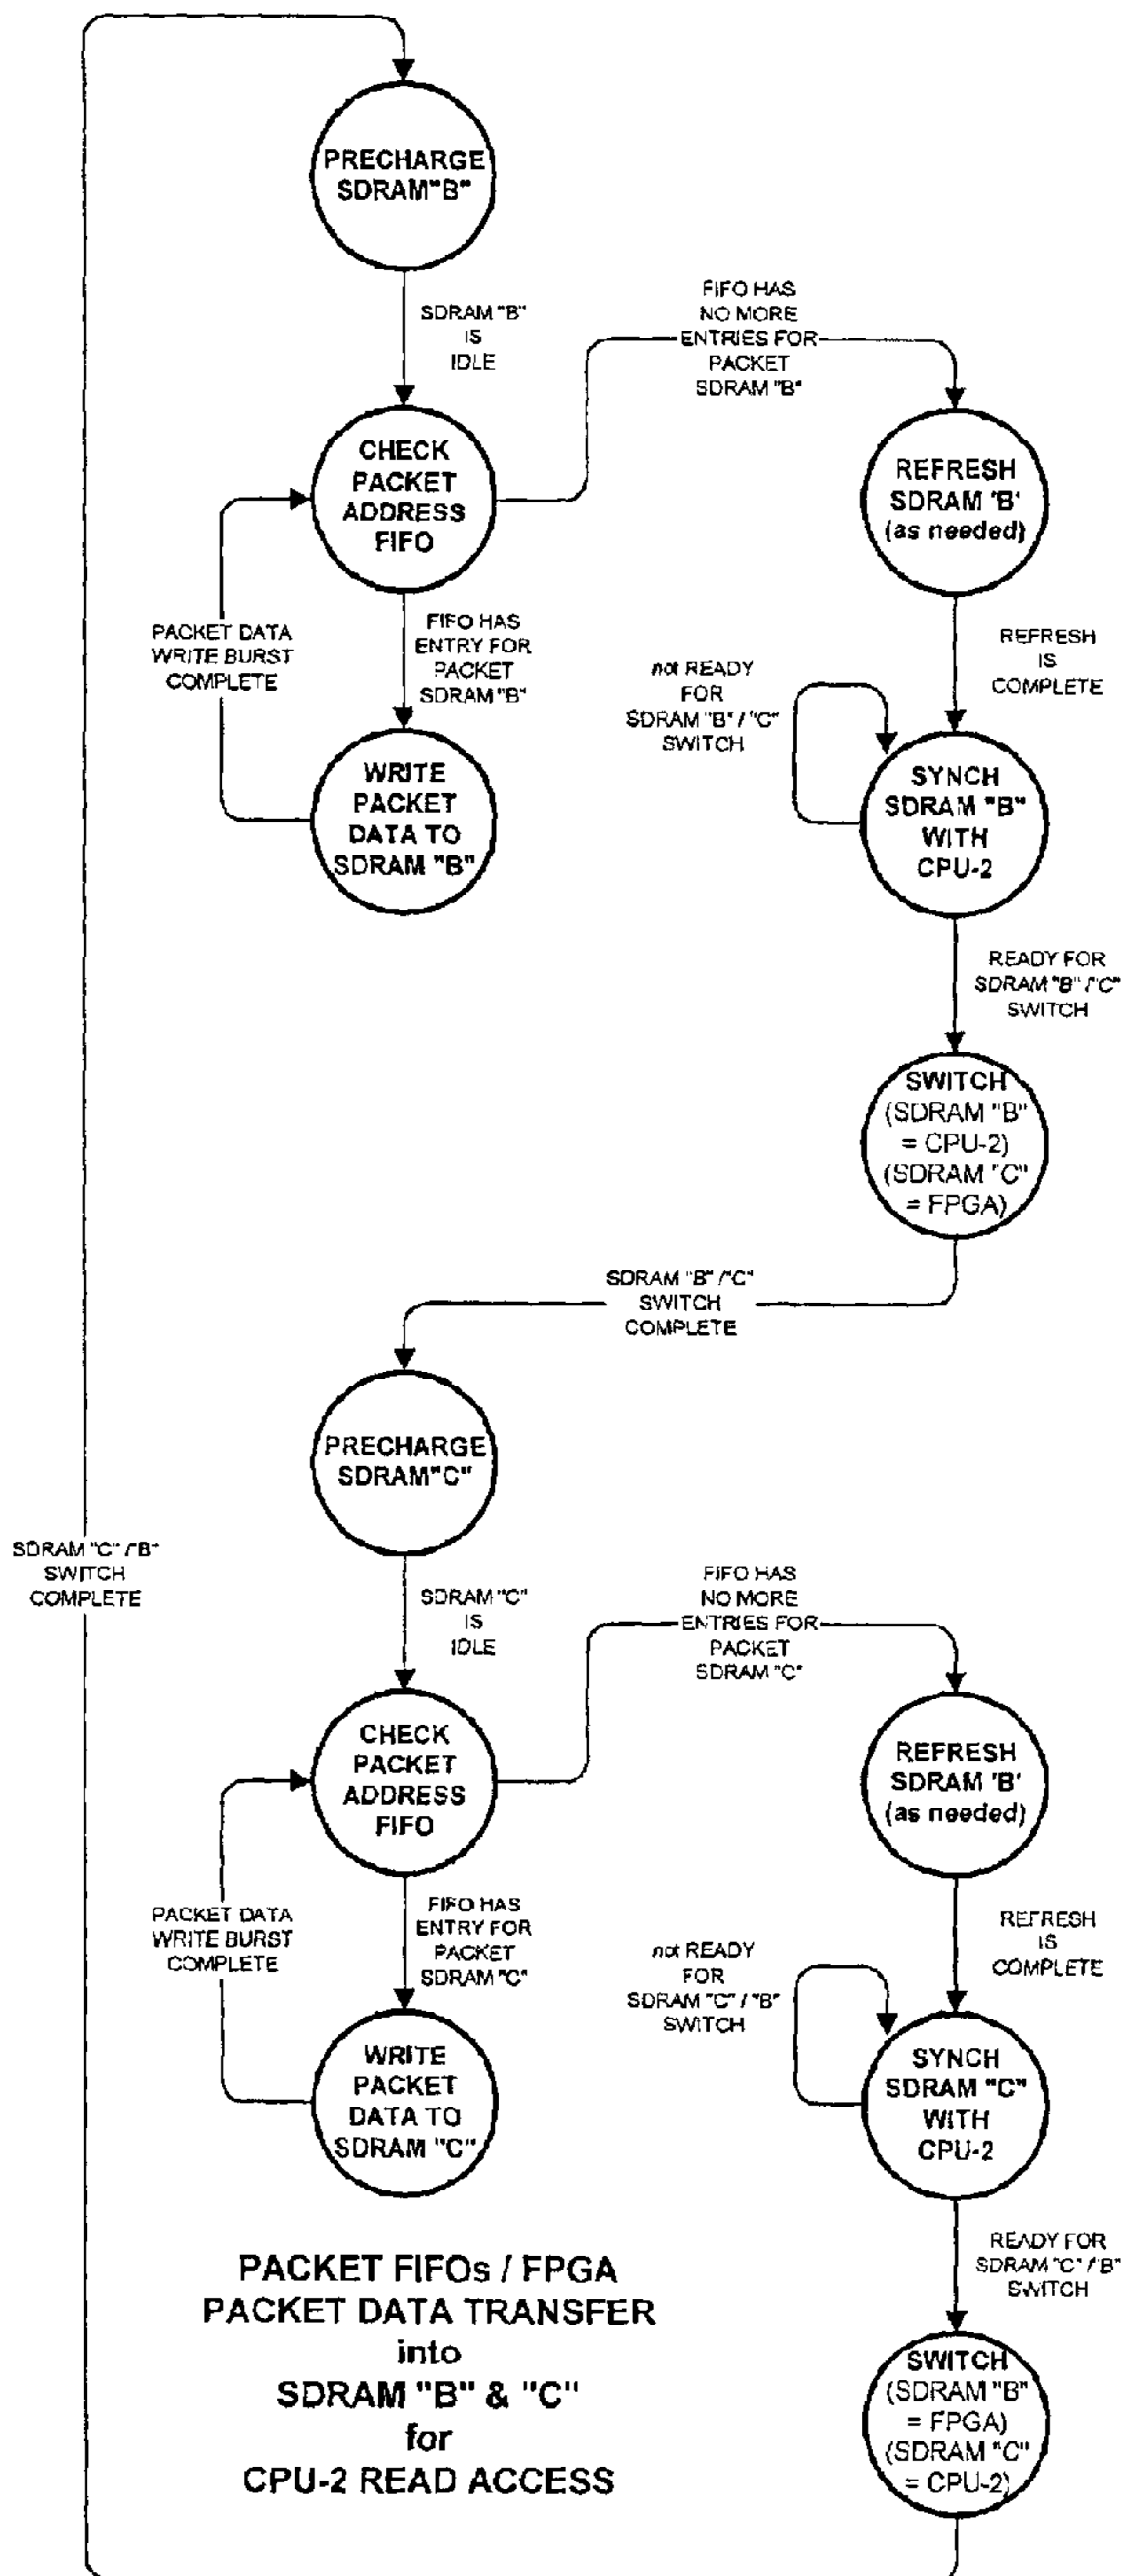 PRECHARGE
SDRAM"B"
SDRAM "B"
IS
IDLE
FIFO HAS
NO MORE
ENTRIES FOR
PACKET
SDRAM "B"
CHECK
PACKET
ADDRESS
FIFO
REFRESH
SDRAM 'B'
(as needed)
PACKET DATA
WRITE BURST
COMPLETE
FIFO HAS
ENTRY FOR
PACKET
SDRAM "B"
REFRESH
IS
COMPLETE
not READY
FOR
SDRAM "B" / "C"
SWITCH
WRITE
PACKET
DATA TO
SDRAM "B"
SYNCH
SDRAM "B"
WITH
CPU-2
READY FOR
SDRAM "B" / "C"
SWITCH
SWITCH
(SDRAM "B"
= CPU-2)
(SDRAM "C"
= FPGA)
SDRAM "B" / "C"
SWITCH
COMPLETE
PRECHARGE
SDRAM"C"
SDRAM "C" / "B"
SWITCH
COMPLETE
SDRAM "C"
IS
IDLE
FIFO HAS
NO MORE
ENTRIES FOR
PACKET
SDRAM "C"
CHECK
PACKET
ADDRESS
FIFO
REFRESH
SDRAM 'B'
(as needed)
PACKET DATA
WRITE BURST
COMPLETE
FIFO HAS
ENTRY FOR
PACKET
SDRAM "C"
REFRESH
IS
COMPLETE
not READY
FOR
SDRAM "C" / "B"
SWITCH
WRITE
PACKET
DATA TO
SDRAM "C"
SYNCH
SDRAM "C"
WITH
CPU-2
READY FOR
SDRAM "C" / "B"
SWITCH
SWITCH
(SDRAM "B"
= FPGA)
(SDRAM "C"
= CPU-2)
PACKET FIFOs / FPGA
PACKET DATA TRANSFER
into
SDRAM "B" & "C"
for
CPU-2 READ ACCESS